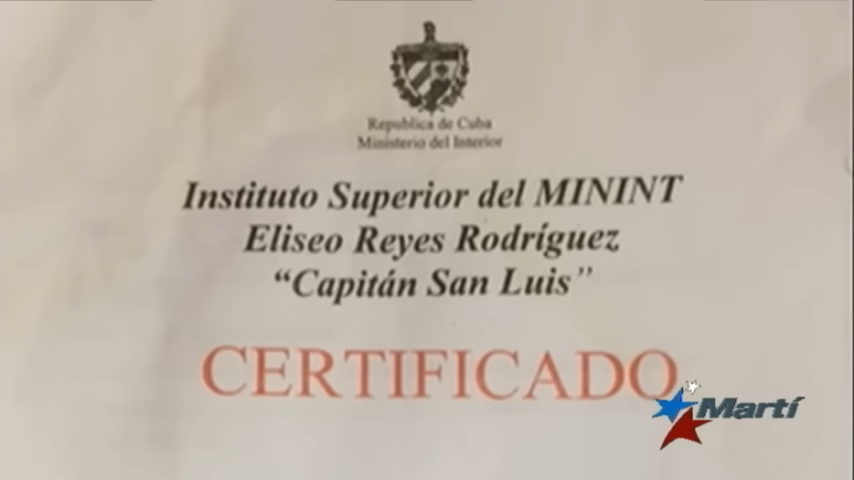 Republica de Cuba
Ministerio del Interior
Instituto Superior del MININT
Eliseo Reyes Rodríguez
“Capitán San Luis”
CERTIFICADO
Martí